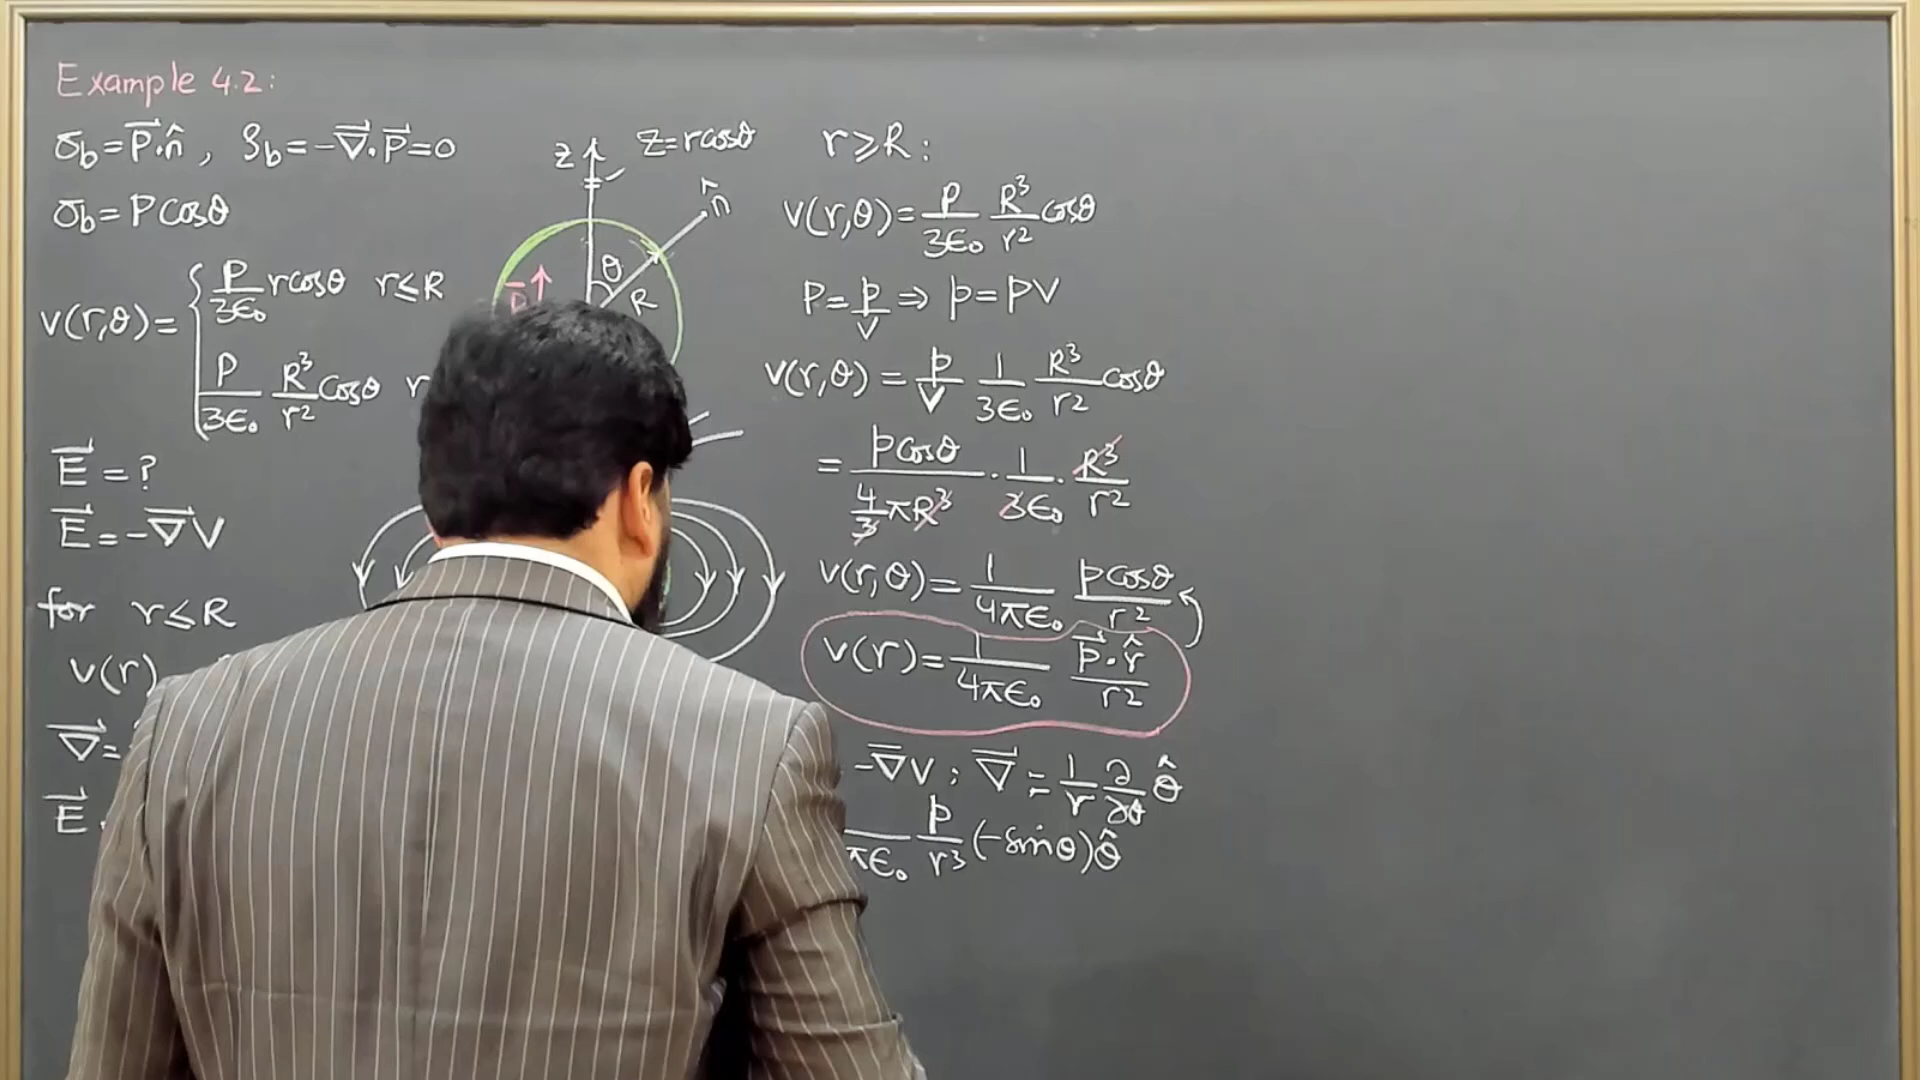 Example 4.2:
σb = P⃗·n̂ , ρb = -∇⃗·P⃗ = 0
σb = P cosθ
V(r,θ) = { P/3ϵ₀ r cosθ r ≤ R
P/3ϵ₀ R³/r² cosθ r
E⃗ = ?
E⃗ = -∇⃗V
for r ≤ R
V(r)
∇⃗ =
E⃗
z
z = r cosθ
n̂
θ
R
P⃗
r ≥ R :
V(r,θ) = P/3ϵ₀ R³/r² cosθ
P = p/V ⇒ p = PV
V(r,θ) = p/V 1/3ϵ₀ R³/r² cosθ
= p cosθ / 4/3 πR³ · 1/3ϵ₀ · R³/r²
V(r,θ) = 1/4πϵ₀ p cosθ/r²
V(r) = 1/4πϵ₀ p⃗·r̂/r²
-∇⃗V ; ∇⃗ = 1/r ∂/∂θ θ̂
πϵ₀ p/r³ (-sinθ) θ̂